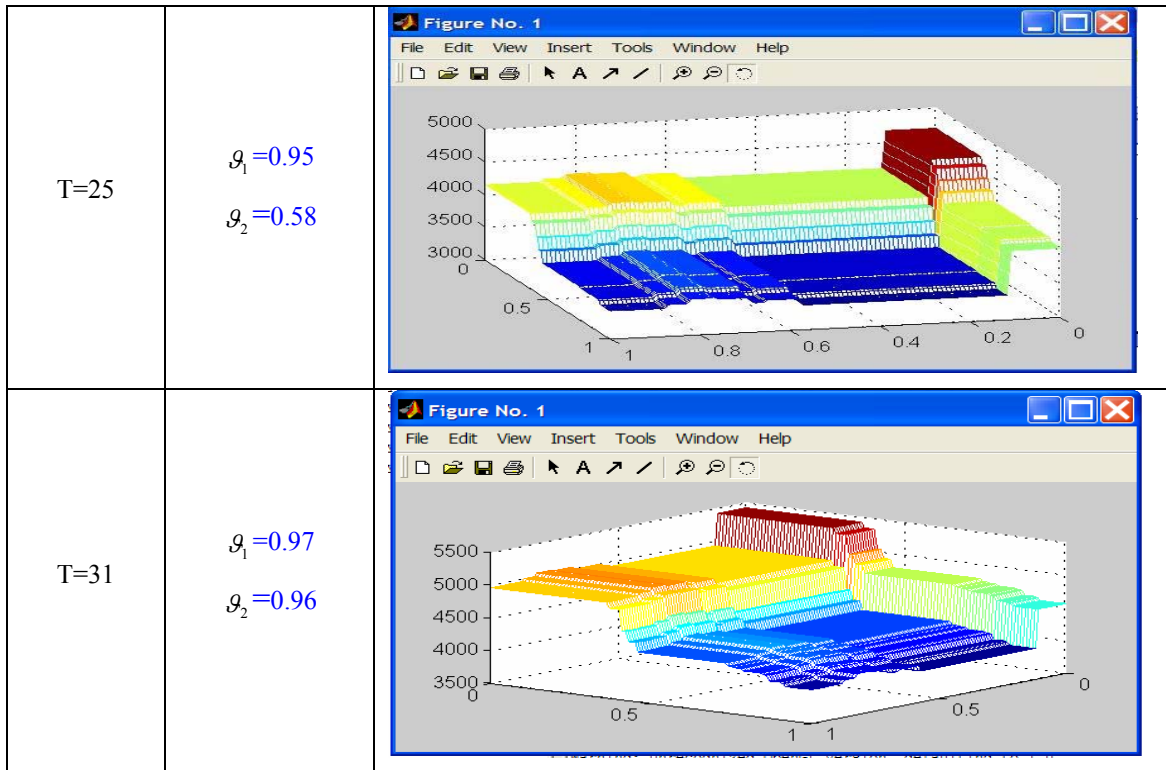 T=25
ϑ₁=0.95
ϑ₂=0.58
Figure No. 1
File Edit View Insert Tools Window Help
A
5000
4500
4000
3500
3000
0
0.5
1
1
0.8
0.6
0.4
0.2
0
T=31
ϑ₁=0.97
ϑ₂=0.96
Figure No. 1
File Edit View Insert Tools Window Help
A
5500
5000
4500
4000
3500
0
0.5
1
1
0.5
0